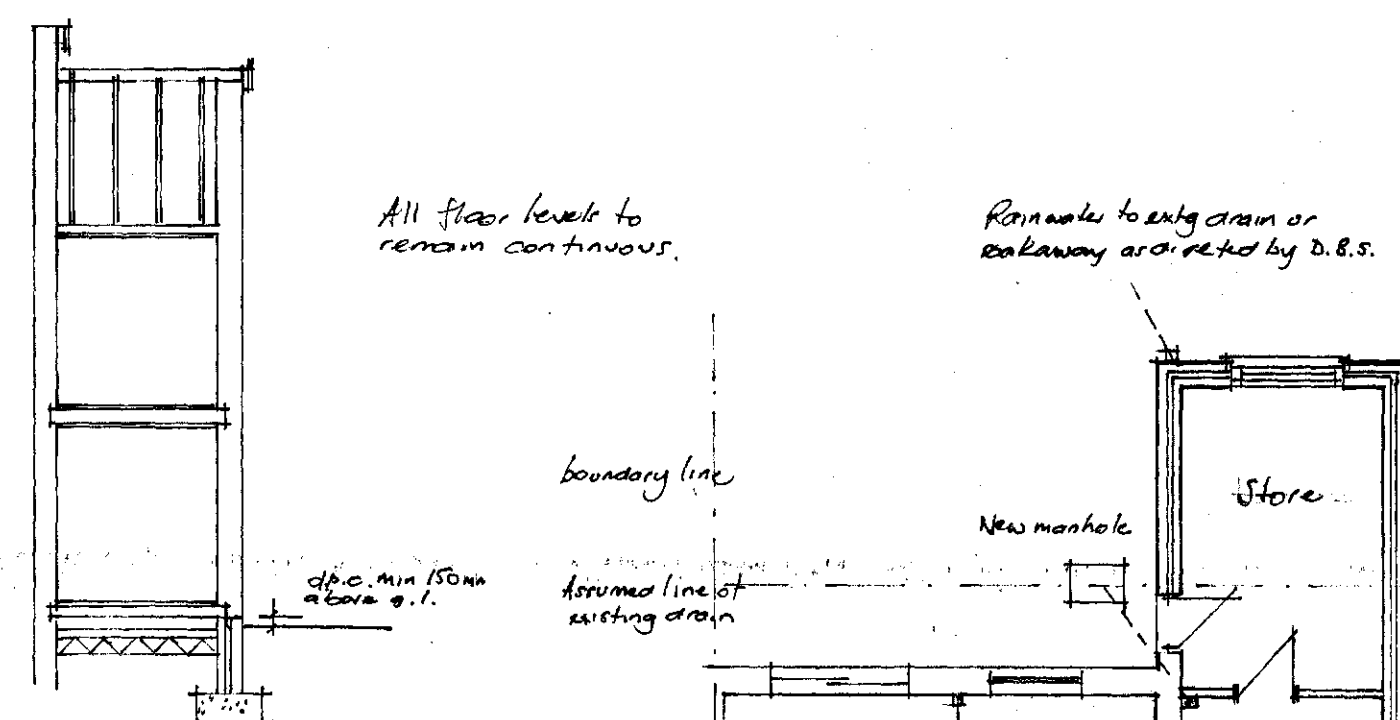 All floor levels to
remain continuous.
Rainwater to extg drain or
soakaway as directed by D.B.S.
boundary line
Store
New manhole
d.p.c. min 150mm
above g.l.
Assumed line of
existing drain